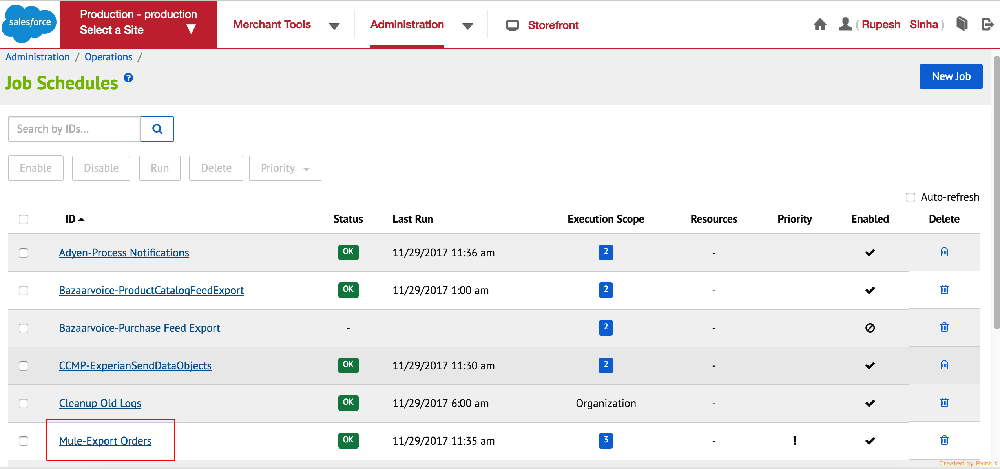 salesforce
Production - production
Select a Site
Merchant Tools
Administration
Storefront
( Rupesh Sinha )
Administration / Operations /
Job Schedules ?
New Job
Search by IDs...
Enable Disable Run Delete Priority
Auto-refresh
ID Status Last Run Execution Scope Resources Priority Enabled Delete
Adyen-Process Notifications OK 11/29/2017 11:36 am 2 -
Bazaarvoice-ProductCatalogFeedExport OK 11/29/2017 1:00 am 2 -
Bazaarvoice-Purchase Feed Export - 2 -
CCMP-ExperianSendDataObjects OK 11/29/2017 11:30 am 2 -
Cleanup Old Logs OK 11/29/2017 6:00 am Organization -
Mule-Export Orders OK 11/29/2017 11:35 am 3 - !
Created by Paint X